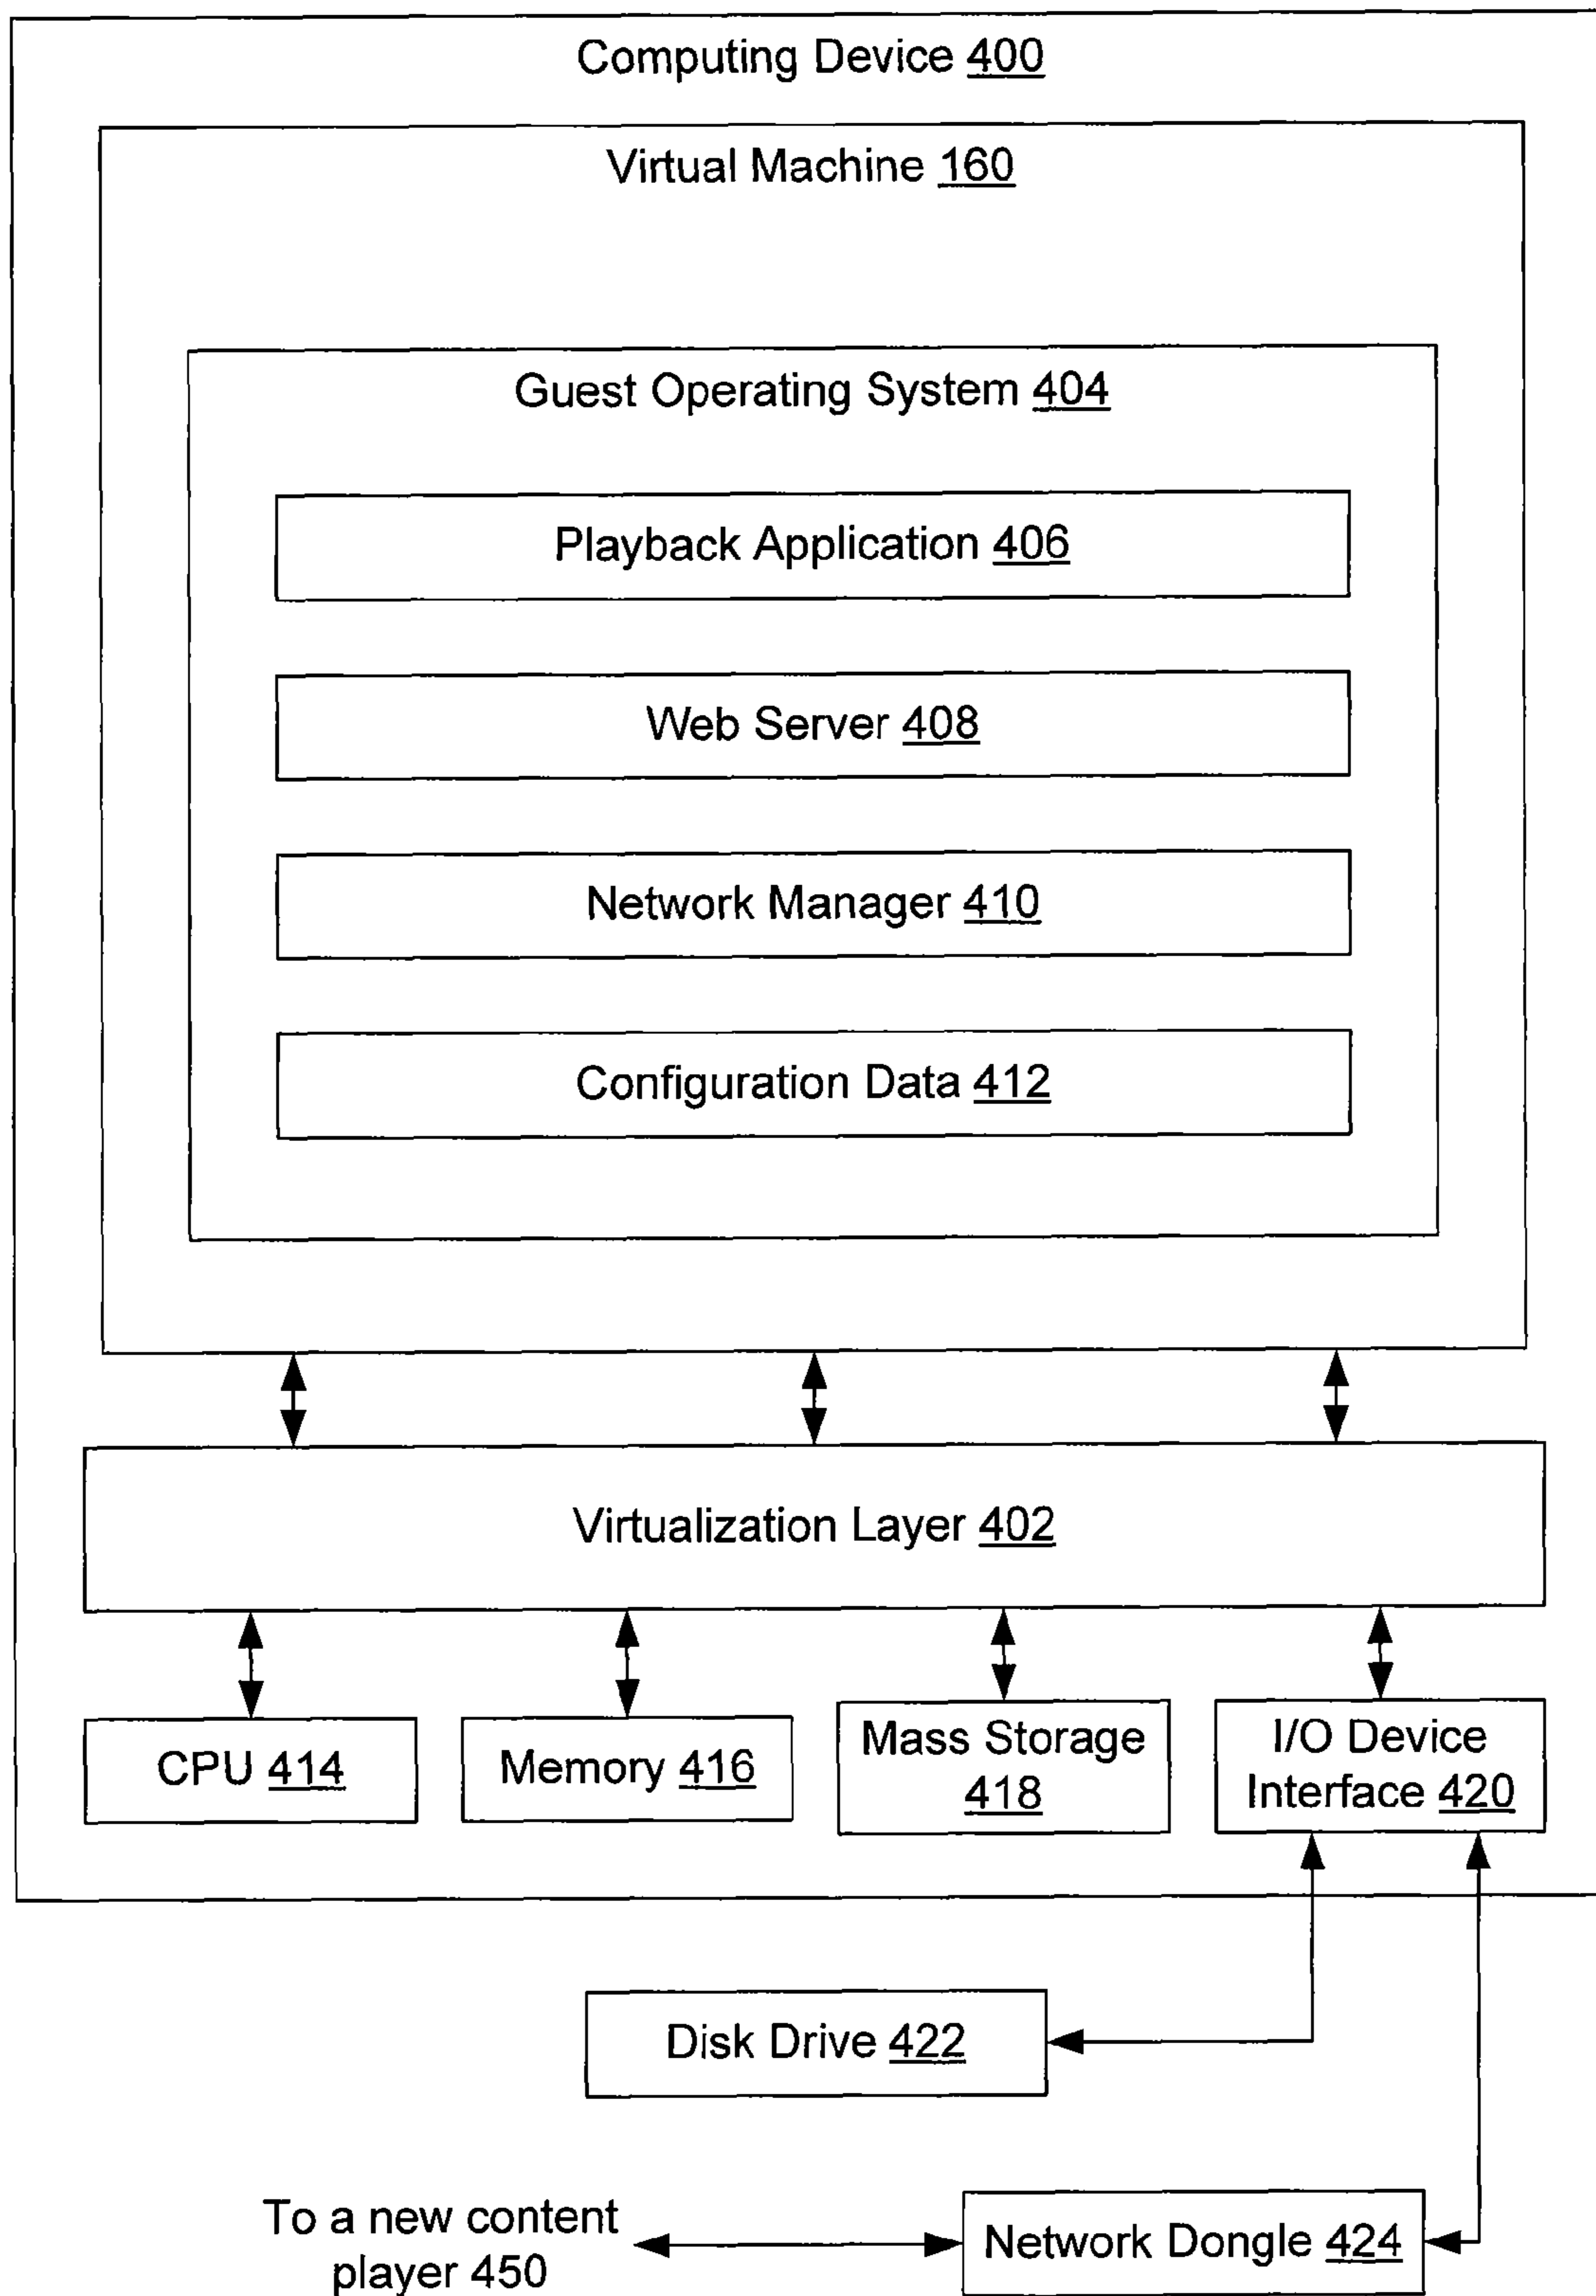 Computing Device 400
Virtual Machine 160
Guest Operating System 404
Playback Application 406
Web Server 408
Network Manager 410
Configuration Data 412
Virtualization Layer 402
CPU 414
Memory 416
Mass Storage
418
I/O Device
Interface 420
Disk Drive 422
To a new content
player 450
Network Dongle 424